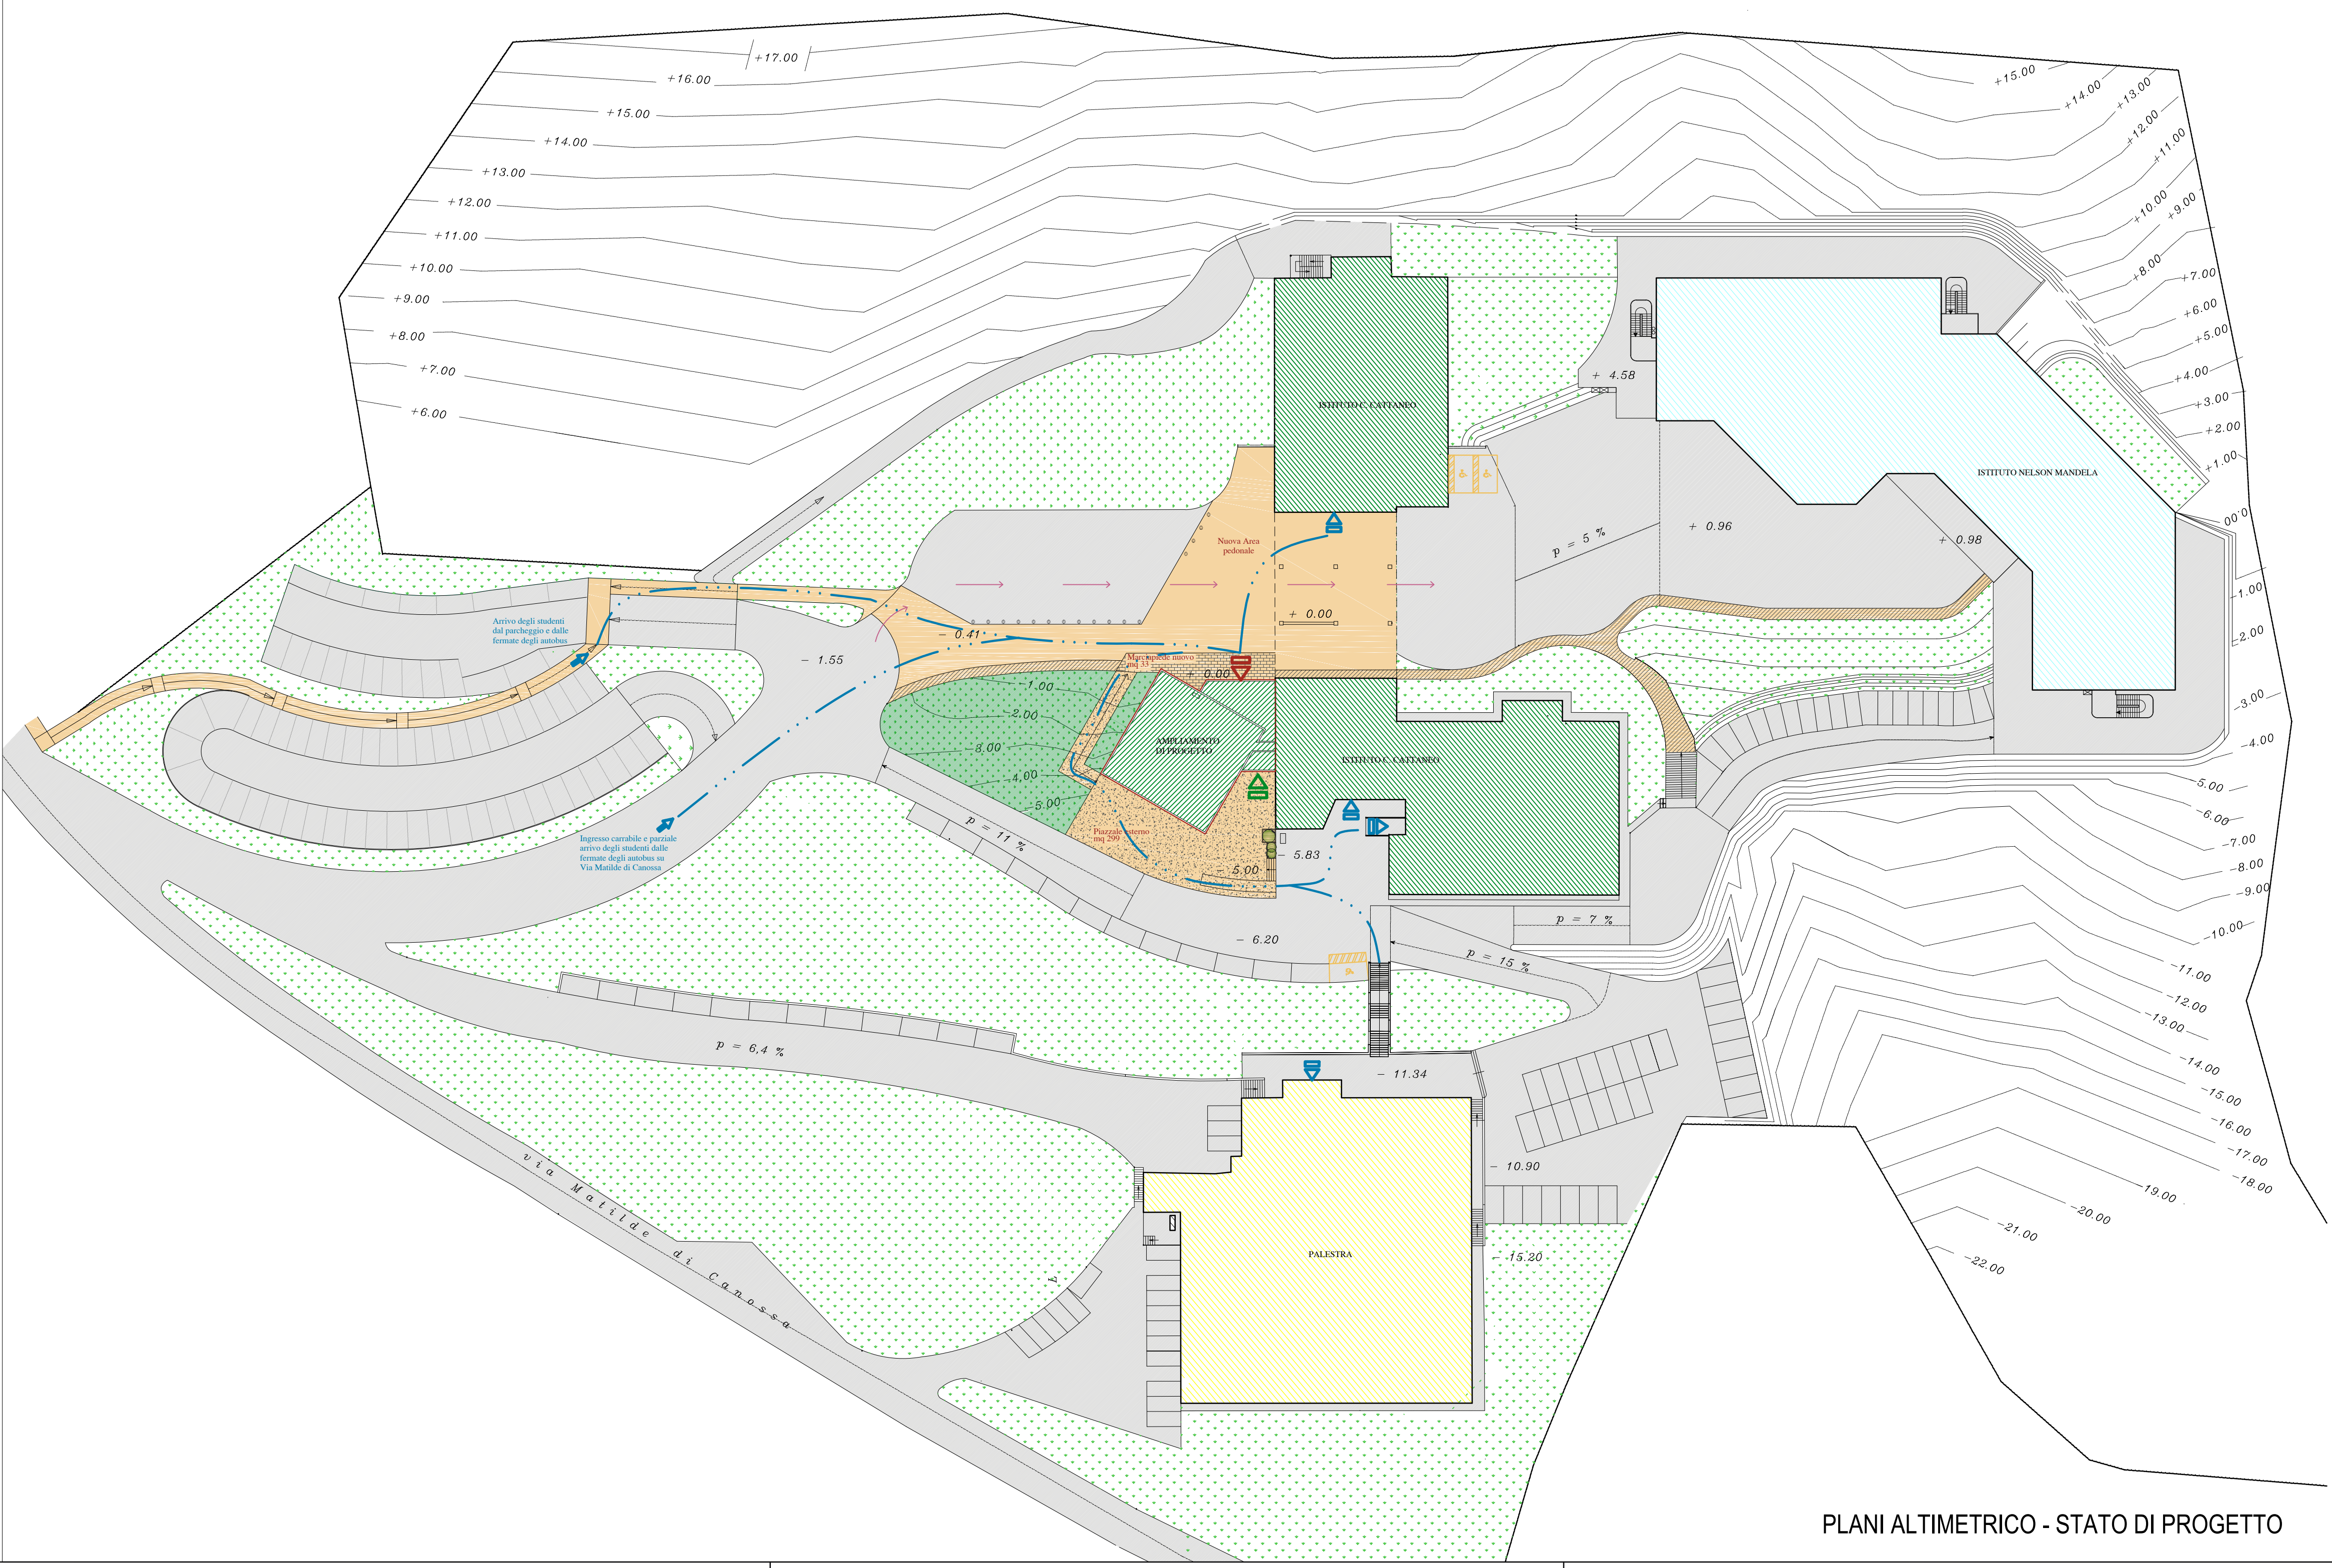 +17.00
+16.00
+15.00
+14.00
+13.00
+12.00
+11.00
+10.00
+9.00
+8.00
+7.00
+6.00
+15.00
+14.00
+13.00
+12.00
+11.00
+10.00
+9.00
+8.00
+7.00
+6.00
+5.00
+4.00
+3.00
+2.00
+1.00
0.00
-1.00
-2.00
-3.00
-4.00
-5.00
-6.00
-7.00
-8.00
-9.00
-10.00
-11.00
-12.00
-13.00
-14.00
-15.00
-16.00
-17.00
-18.00
-19.00
-20.00
-21.00
-22.00
ISTITUTO C. CATTANEO
+ 4.58
ISTITUTO NELSON MANDELA
p = 5 %
+ 0.96
+ 0.98
Nuova Area
pedonale
+ 0.00
- 0.41
- 1.55
Arrivo degli studenti
dal parcheggio e dalle
fermate degli autobus
Marciapiede nuovo
mq 33
+ 0.00
-1.00
-2.00
-3.00
-4.00
-5.00
AMPLIAMENTO
DI PROGETTO
ISTITUTO C. CATTANEO
Ingresso carrabile e parziale
arrivo degli studenti dalle
fermate degli autobus su
Via Matilde di Canossa
p = 11 %
Piazzale esterno
mq 299
- 5.83
- 5.00
- 6.20
p = 7 %
p = 15 %
p = 6,4 %
- 11.34
- 10.90
- 15.20
PALESTRA
via Matilde di Canossa
PLANI ALTIMETRICO - STATO DI PROGETTO